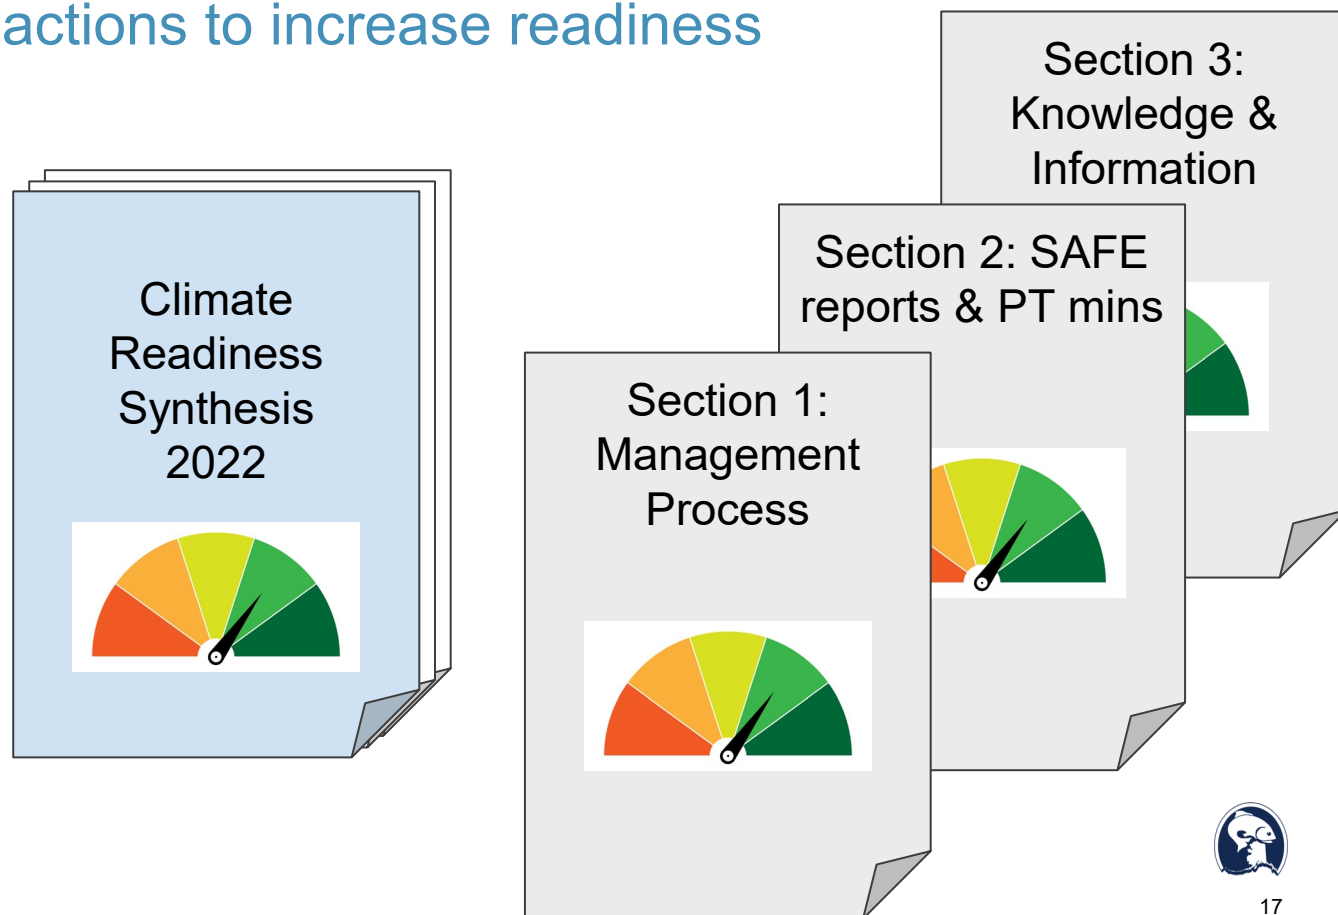 actions to increase readiness
Climate
Readiness
Synthesis
2022
Section 1:
Management
Process
Section 2: SAFE
reports & PT mins
Section 3:
Knowledge &
Information
17